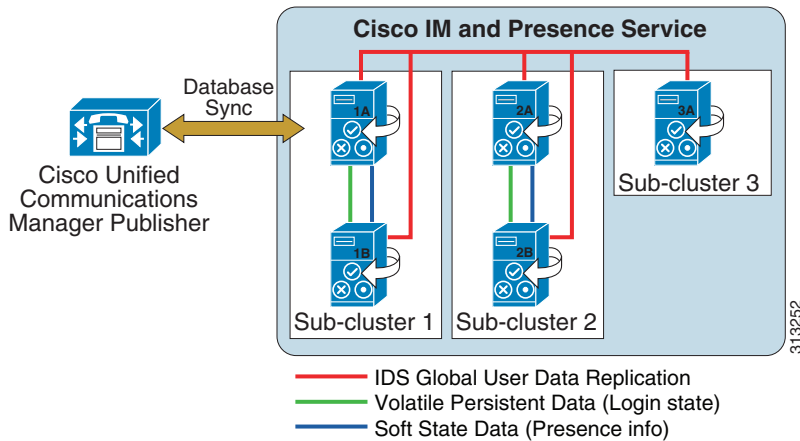 Cisco IM and Presence Service
Database
Sync
1A
2A
3A
Cisco Unified
Communications
Manager Publisher
Sub-cluster 3
1B
2B
Sub-cluster 1
Sub-cluster 2
313252
IDS Global User Data Replication
Volatile Persistent Data (Login state)
Soft State Data (Presence info)